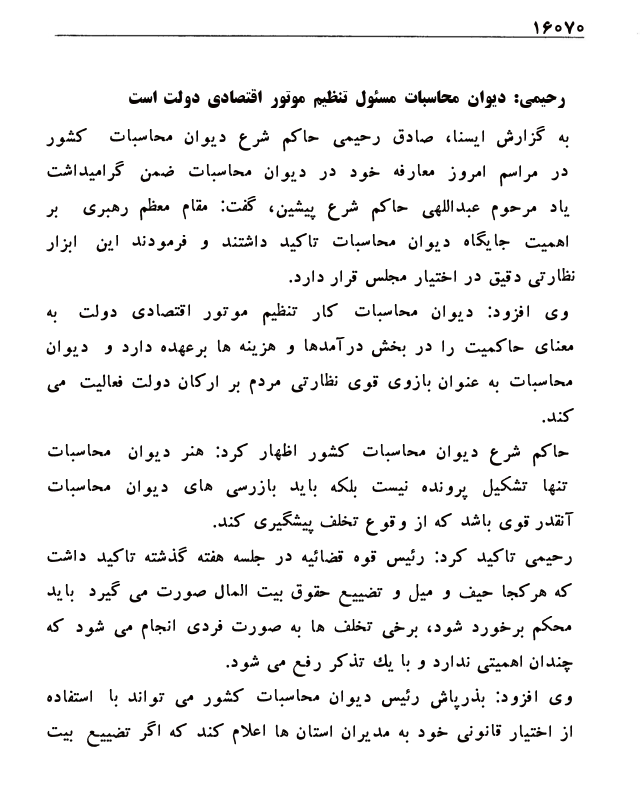 ۱۶۰۷۰
رحیمی: دیوان محاسبات مسئول تنظیم موتور اقتصادی دولت است
به گزارش ایسنا، صادق رحیمی حاکم شرع دیوان محاسبات کشور
در مراسم امروز معارفه خود در دیوان محاسبات ضمن گرامیداشت
یاد مرحوم عبداللهی حاکم شرع پیشین، گفت: مقام معظم رهبری بر
اهمیت جایگاه دیوان محاسبات تاکید داشتند و فرمودند این ابزار
نظارتی دقیق در اختیار مجلس قرار دارد.
وی افزود: دیوان محاسبات کار تنظیم موتور اقتصادی دولت به
معنای حاکمیت را در بخش درآمدها و هزینه ها برعهده دارد و دیوان
محاسبات به عنوان بازوی قوی نظارتی مردم بر ارکان دولت فعالیت می
کند.
حاکم شرع دیوان محاسبات کشور اظهار کرد: هنر دیوان محاسبات
تنها تشکیل پرونده نیست بلکه باید بازرسی های دیوان محاسبات
آنقدر قوی باشد که از وقوع تخلف پیشگیری کند.
رحیمی تاکید کرد: رئیس قوه قضائیه در جلسه هفته گذشته تاکید داشت
که هرکجا حیف و میل و تضییع حقوق بیت المال صورت می گیرد باید
محکم برخورد شود، برخی تخلف ها به صورت فردی انجام می شود که
چندان اهمیتی ندارد و با یك تذکر رفع می شود.
وی افزود: بذرپاش رئیس دیوان محاسبات کشور می تواند با استفاده
از اختیار قانونی خود به مدیران استان ها اعلام کند که اگر تضییع بیت